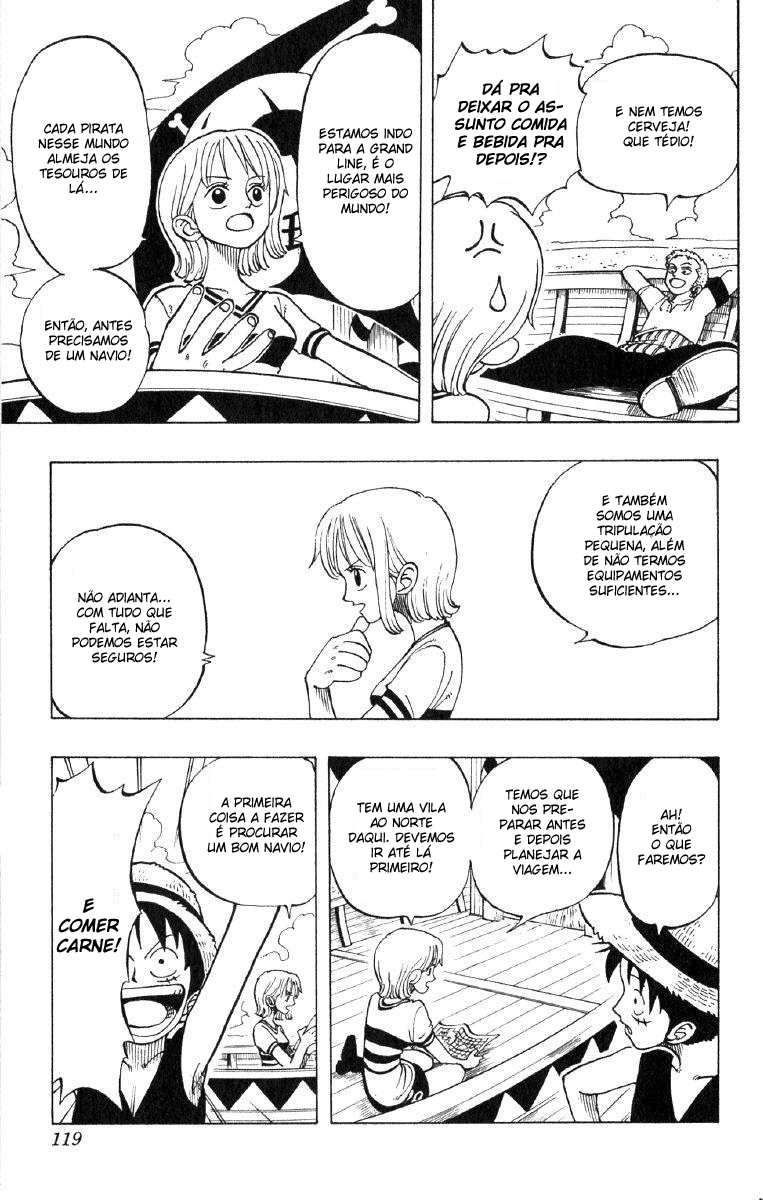 E NEM TEMOS
CERVEJA!
QUE TÉDIO!
DÁ PRA
DEIXAR O AS-
SUNTO COMIDA
E BEBIDA PRA
DEPOIS!?
ESTAMOS INDO
PARA A GRAND
LINE, É O
LUGAR MAIS
PERIGOSO DO
MUNDO!
CADA PIRATA
NESSE MUNDO
ALMEJA OS
TESOUROS DE
LÁ...
ENTÃO, ANTES
PRECISAMOS
DE UM NAVIO!
E TAMBÉM
SOMOS UMA
TRIPULAÇÃO
PEQUENA, ALÉM
DE NÃO TERMOS
EQUIPAMENTOS
SUFICIENTES...
NÃO ADIANTA...
COM TUDO QUE
FALTA, NÃO
PODEMOS ESTAR
SEGUROS!
AH!
ENTÃO
O QUE
FAREMOS?
TEMOS QUE
NOS PRE-
PARAR ANTES
E DEPOIS
PLANEJAR A
VIAGEM...
TEM UMA VILA
AO NORTE
DAQUI. DEVEMOS
IR ATÉ LÁ
PRIMEIRO!
A PRIMEIRA
COISA A FAZER
É PROCURAR
UM BOM NAVIO!
E
COMER
CARNE!
119